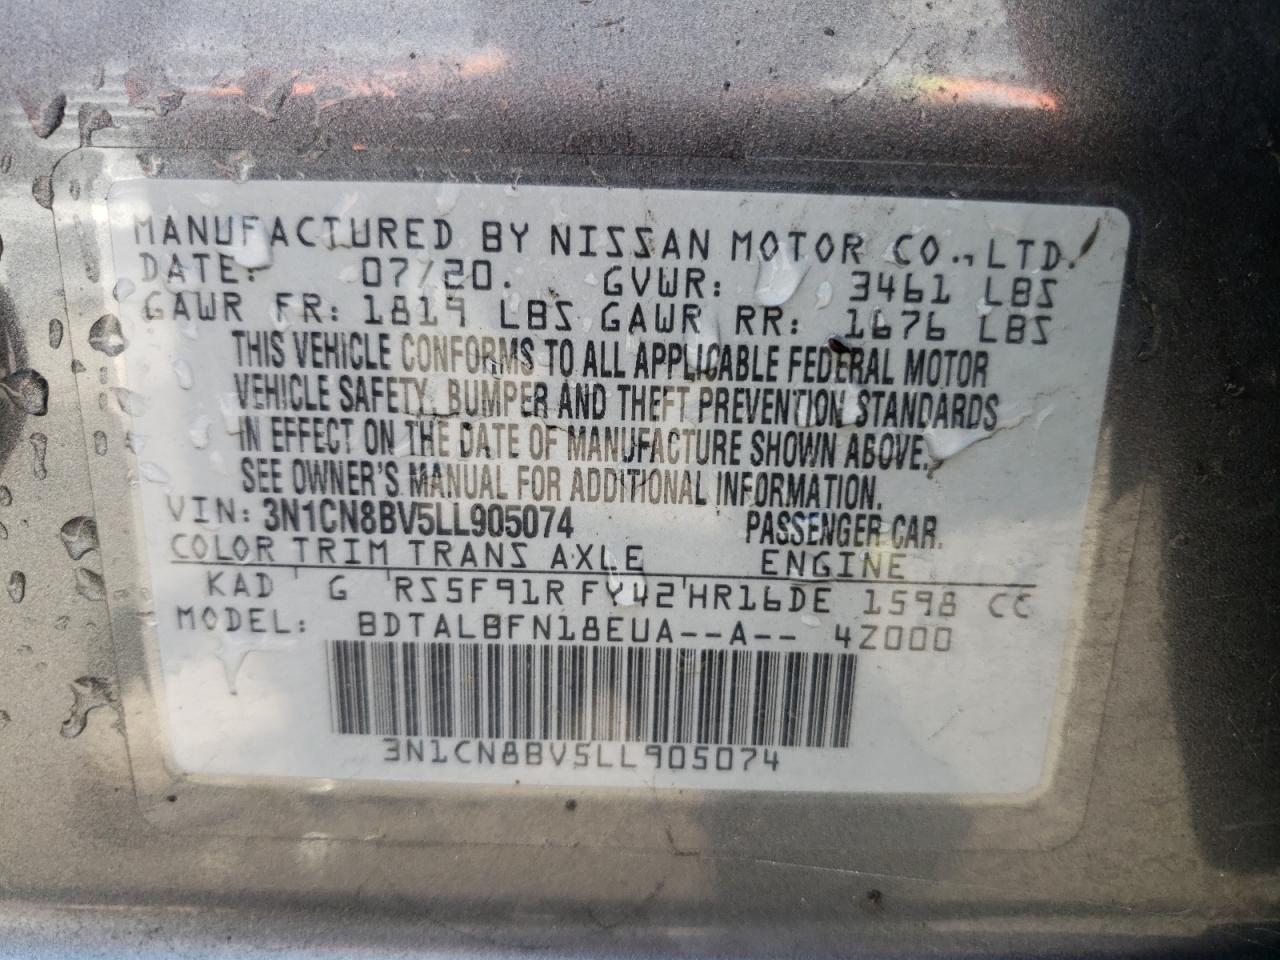 MANUFACTURED BY NISSAN MOTOR CO., LTD.
DATE: 07/20. GVWR: 3461 LBS
GAWR FR: 1819 LBS GAWR RR: 1676 LBS
THIS VEHICLE CONFORMS TO ALL APPLICABLE FEDERAL MOTOR
VEHICLE SAFETY, BUMPER AND THEFT PREVENTION STANDARDS
IN EFFECT ON THE DATE OF MANUFACTURE SHOWN ABOVE.
SEE OWNER'S MANUAL FOR ADDITIONAL INFORMATION.
VIN: 3N1CN8BV5LL905074 PASSENGER CAR.
COLOR TRIM TRANS AXLE ENGINE
KAD ' G ' RS5F91R FY42 ' HR16DE 1598 CC
MODEL: BDTALBFN18EUA--A-- 4Z000
3N1CN8BV5LL905074